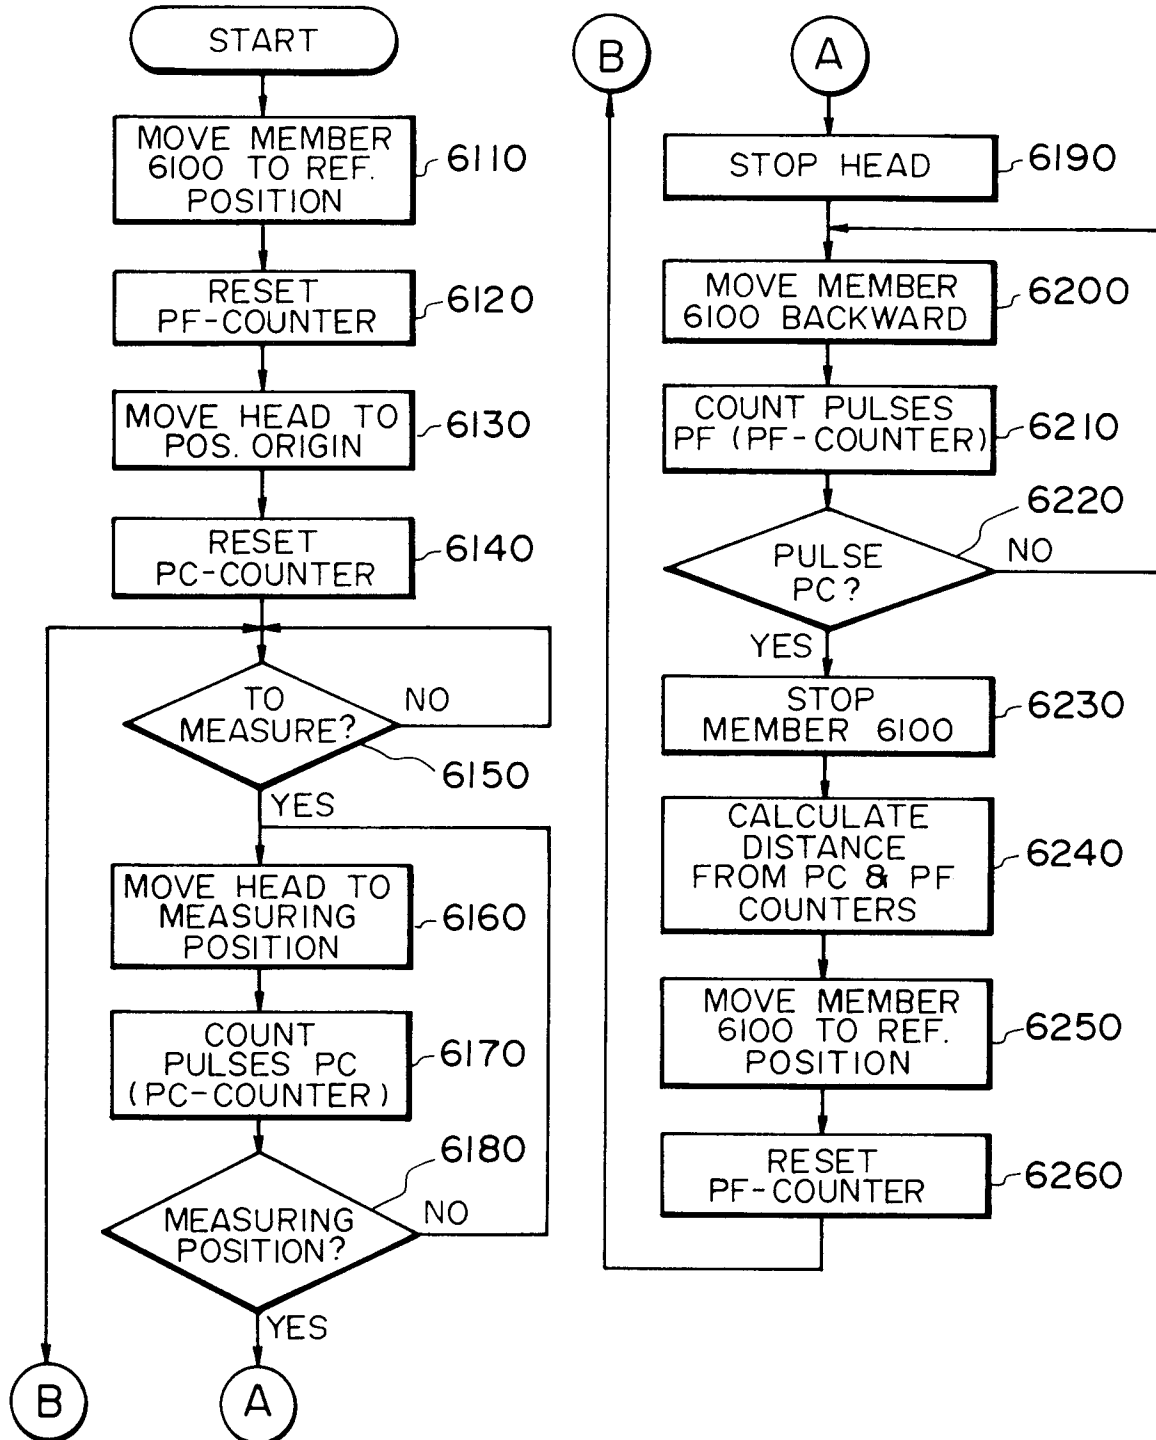 START
MOVE MEMBER
6100 TO REF.
POSITION
6110
RESET
PF-COUNTER
6120
MOVE HEAD TO
POS. ORIGIN
6130
RESET
PC-COUNTER
6140
TO
MEASURE?
NO
6150
YES
MOVE HEAD TO
MEASURING
POSITION
6160
COUNT
PULSES PC
(PC-COUNTER)
6170
6180
MEASURING
POSITION?
NO
YES
B
A
B
A
STOP HEAD
6190
MOVE MEMBER
6100 BACKWARD
6200
COUNT PULSES
PF (PF-COUNTER)
6210
6220
PULSE
PC?
NO
YES
STOP
MEMBER 6100
6230
CALCULATE
DISTANCE
FROM PC & PF
COUNTERS
6240
MOVE MEMBER
6100 TO REF.
POSITION
6250
RESET
PF-COUNTER
6260